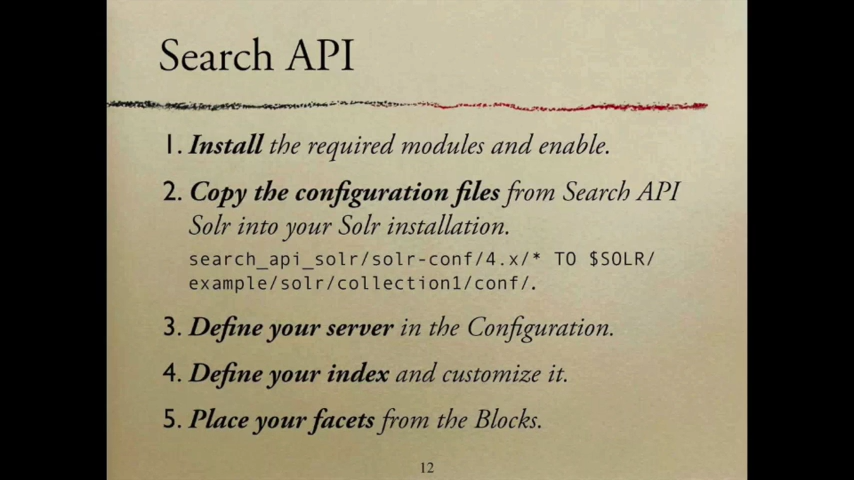 Search API
1. Install the required modules and enable.
2. Copy the configuration files from Search API
Solr into your Solr installation.
search_api_solr/solr-conf/4.x/* TO $SOLR/
example/solr/collection1/conf/.
3. Define your server in the Configuration.
4. Define your index and customize it.
5. Place your facets from the Blocks.
12